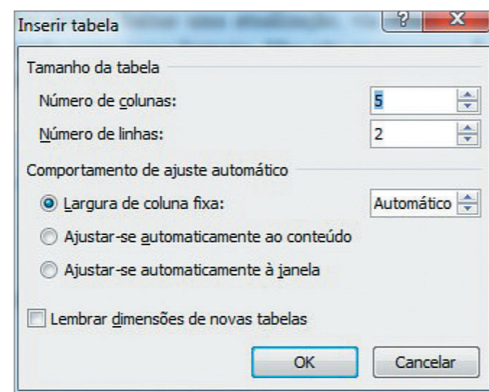 Inserir tabela
Tamanho da tabela
Número de colunas: 5
Número de linhas: 2
Comportamento de ajuste automático
Largura de coluna fixa: Automático
Ajustar-se automaticamente ao conteúdo
Ajustar-se automaticamente à janela
Lembrar dimensões de novas tabelas
OK Cancelar